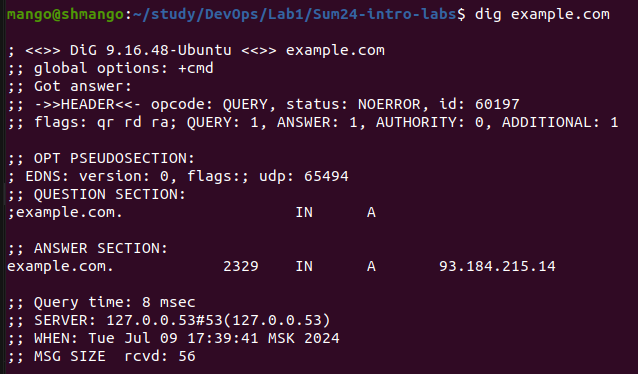 mango@shmango:~/study/DevOps/Lab1/Sum24-intro-labs$ dig example.com
; <<>> DiG 9.16.48-Ubuntu <<>> example.com
;; global options: +cmd
;; Got answer:
;; ->>HEADER<<- opcode: QUERY, status: NOERROR, id: 60197
;; flags: qr rd ra; QUERY: 1, ANSWER: 1, AUTHORITY: 0, ADDITIONAL: 1
;; OPT PSEUDOSECTION:
; EDNS: version: 0, flags:; udp: 65494
;; QUESTION SECTION:
;example.com. IN A
;; ANSWER SECTION:
example.com. 2329 IN A 93.184.215.14
;; Query time: 8 msec
;; SERVER: 127.0.0.53#53(127.0.0.53)
;; WHEN: Tue Jul 09 17:39:41 MSK 2024
;; MSG SIZE rcvd: 56